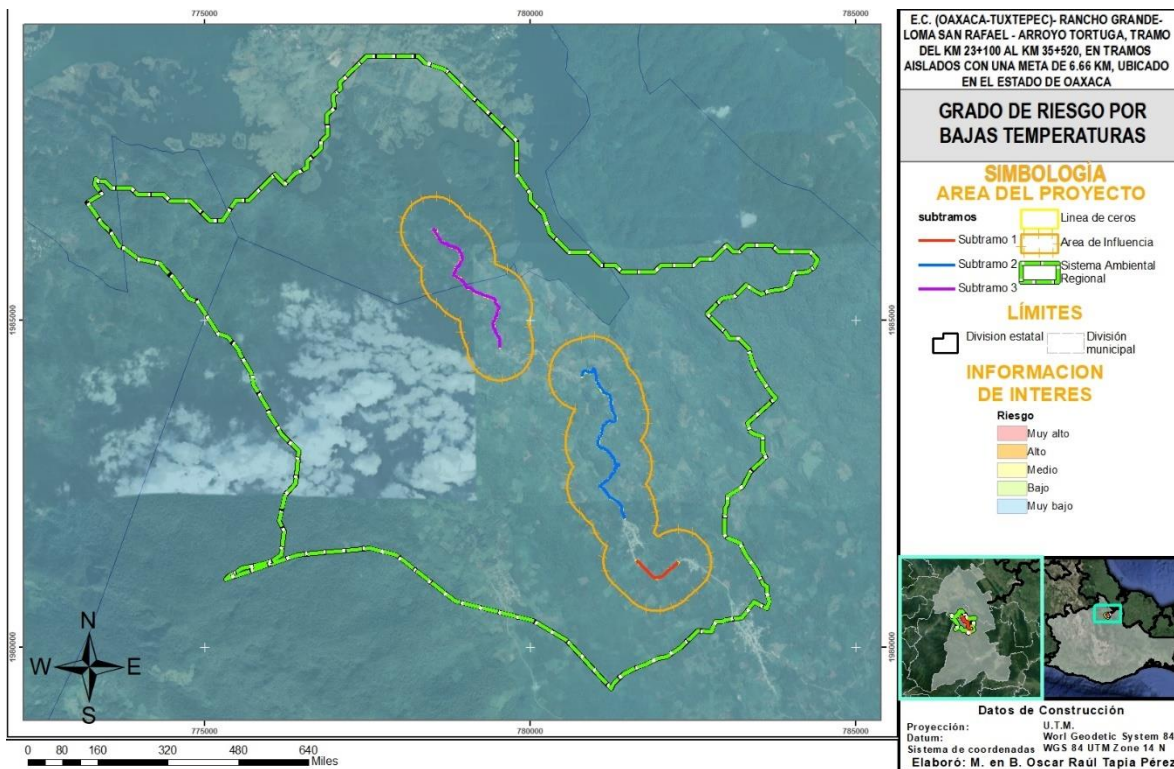 775000
780000
785000
1985000
1980000
1985000
1980000
775000
780000
785000
N
W
E
S
0 80 160 320 480 640
Miles
E.C. (OAXACA-TUXTEPEC)- RANCHO GRANDE-
LOMA SAN RAFAEL - ARROYO TORTUGA, TRAMO
DEL KM 23+100 AL KM 35+520, EN TRAMOS
AISLADOS CON UNA META DE 6.66 KM, UBICADO
EN EL ESTADO DE OAXACA
GRADO DE RIESGO POR
BAJAS TEMPERATURAS
SIMBOLOGÍA
AREA DEL PROYECTO
subtramos
Subtramo 1
Subtramo 2
Subtramo 3
Linea de ceros
Area de Influencia
Sistema Ambiental
Regional
LÍMITES
Division estatal
División
municipal
INFORMACION
DE INTERES
Riesgo
Muy alto
Alto
Medio
Bajo
Muy bajo
Datos de Construcción
Proyección: U.T.M.
Datum: Worl Geodetic System 84
Sistema de coordenadas WGS 84 UTM Zone 14 N
Elaboró: M. en B. Oscar Raúl Tapia Pérez